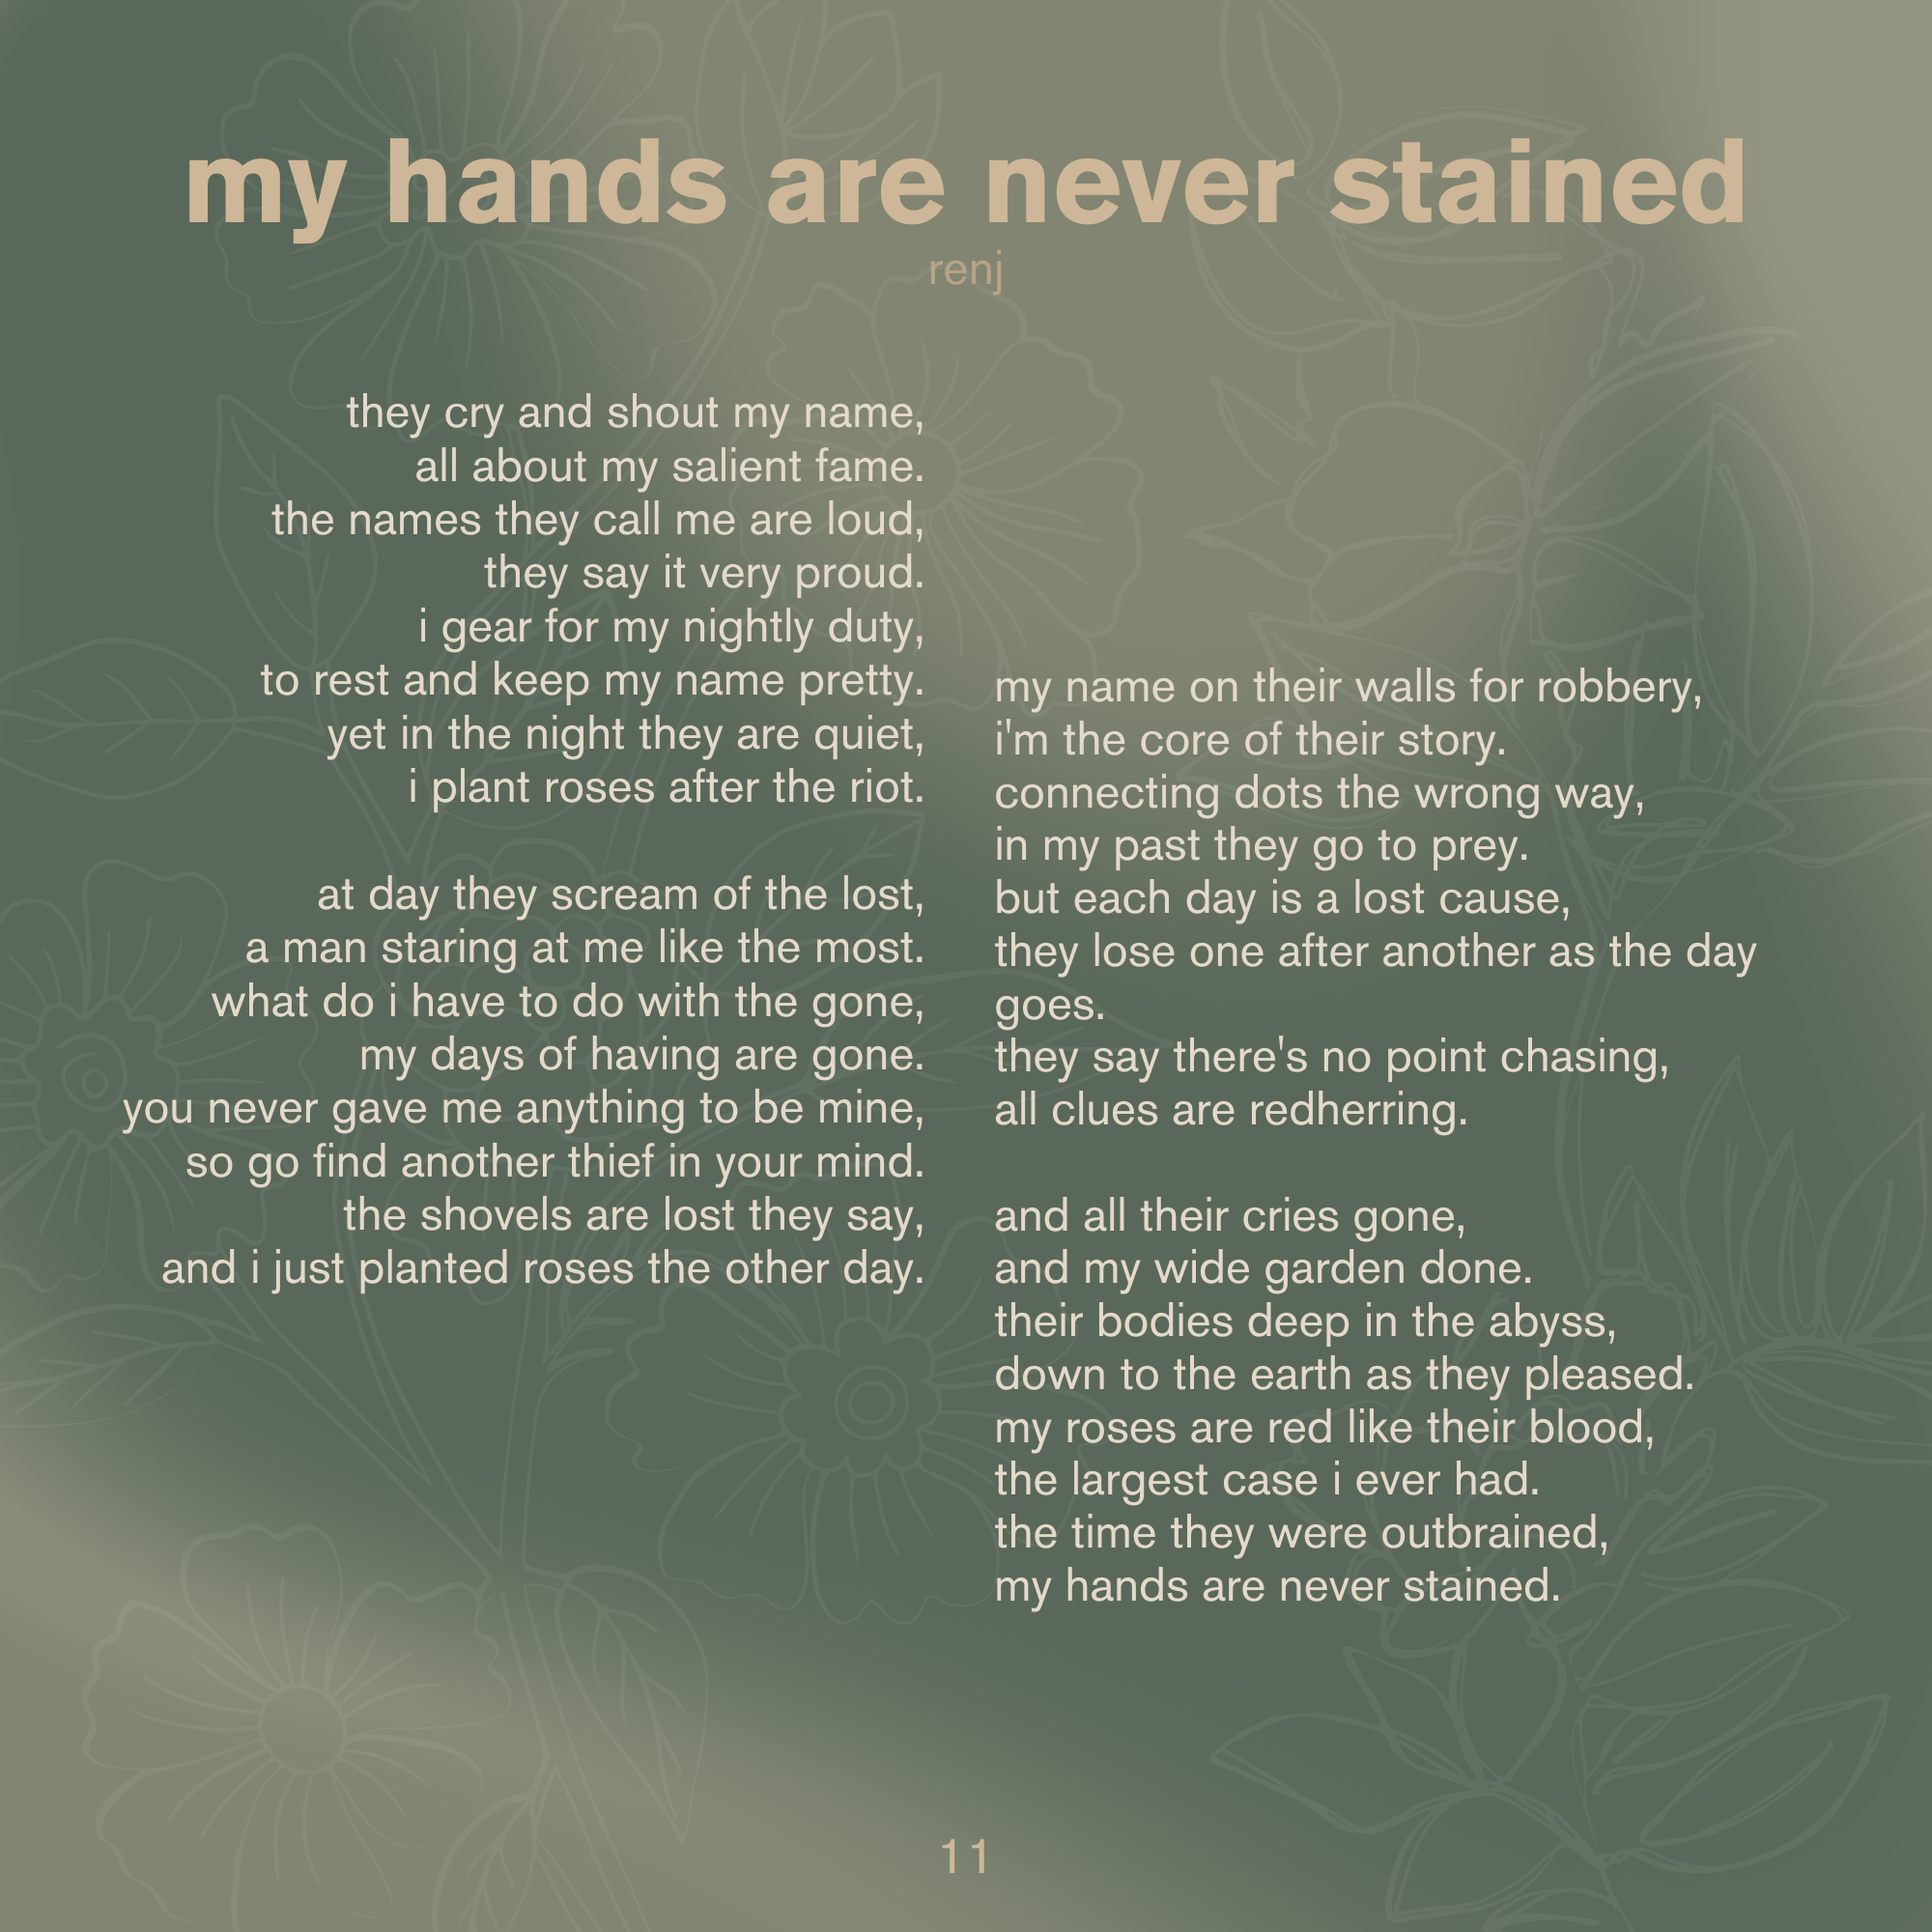 my hands are never stained
renj
they cry and shout my name,
all about my salient fame.
the names they call me are loud,
they say it very proud.
i gear for my nightly duty,
to rest and keep my name pretty.
yet in the night they are quiet,
i plant roses after the riot.
at day they scream of the lost,
a man staring at me like the most.
what do i have to do with the gone,
my days of having are gone.
you never gave me anything to be mine,
so go find another thief in your mind.
the shovels are lost they say,
and i just planted roses the other day.
my name on their walls for robbery,
i'm the core of their story.
connecting dots the wrong way,
in my past they go to prey.
but each day is a lost cause,
they lose one after another as the day
goes.
they say there's no point chasing,
all clues are redherring.
and all their cries gone,
and my wide garden done.
their bodies deep in the abyss,
down to the earth as they pleased.
my roses are red like their blood,
the largest case i ever had.
the time they were outbrained,
my hands are never stained.
11